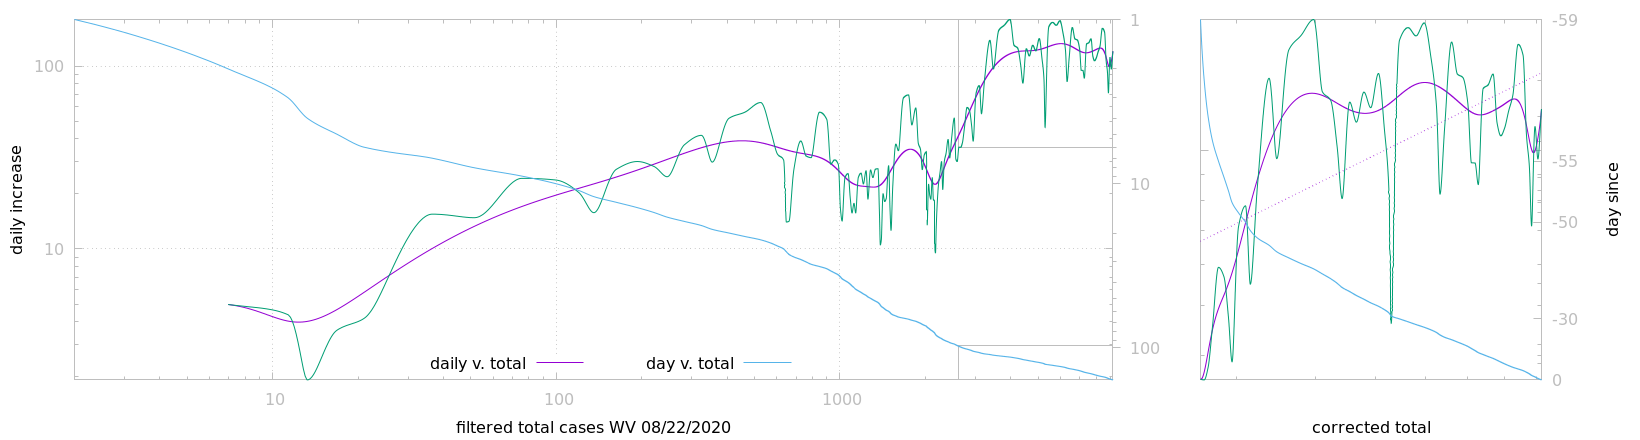 1
-59
100
daily increase
-55
10
day since
-50
10
-30
100
daily v. total
day v. total
0
10
100
1000
filtered total cases WV 08/22/2020
corrected total